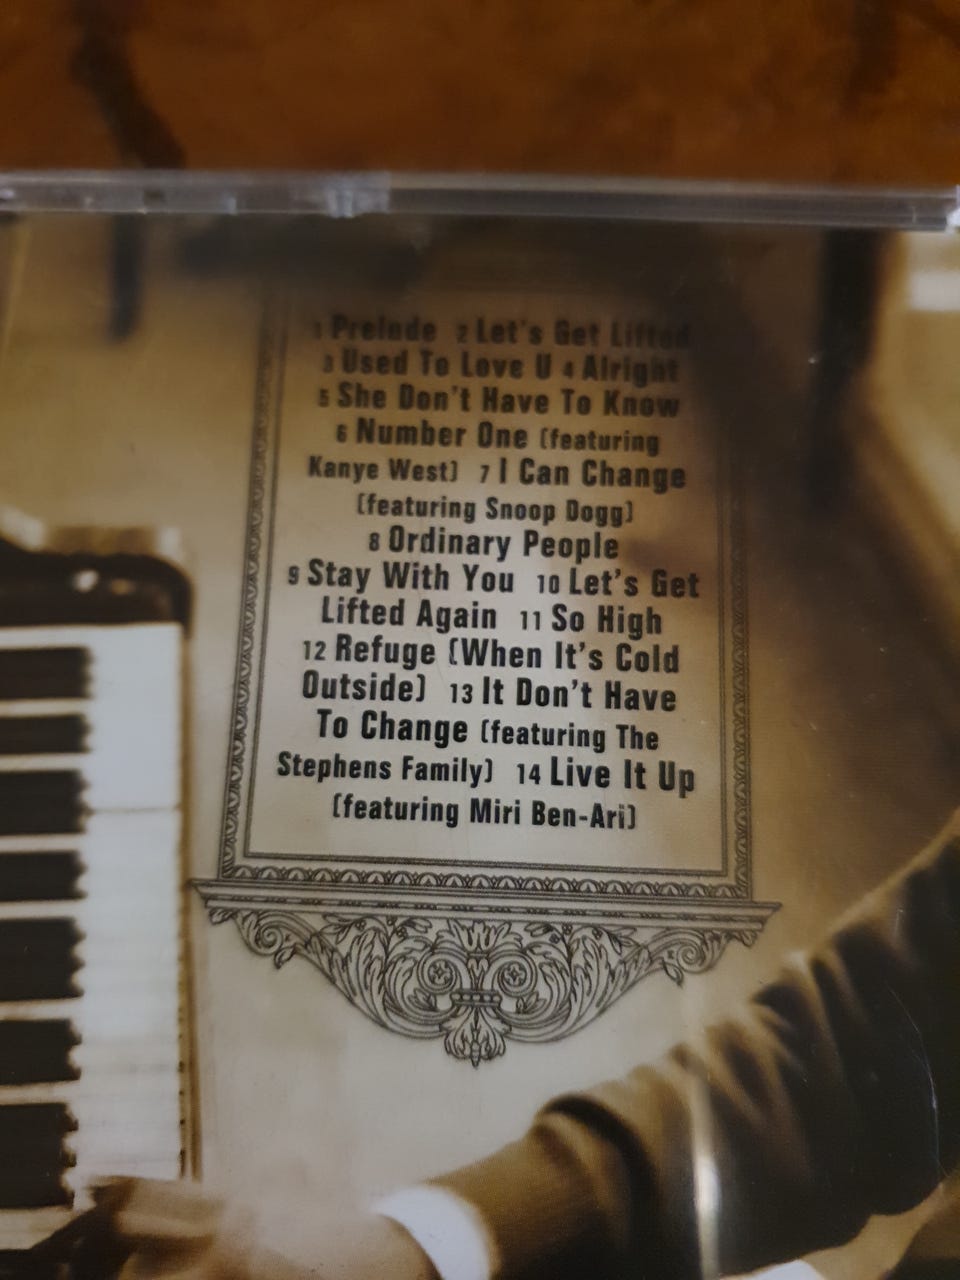 1 Prelude 2 Let's Get Lifted
3 Used To Love U 4 Alright
5 She Don't Have To Know
6 Number One (featuring
Kanye West) 7 I Can Change
(featuring Snoop Dogg)
8 Ordinary People
9 Stay With You 10 Let's Get
Lifted Again 11 So High
12 Refuge (When It's Cold
Outside) 13 It Don't Have
To Change (featuring The
Stephens Family) 14 Live It Up
(featuring Miri Ben-Ari)